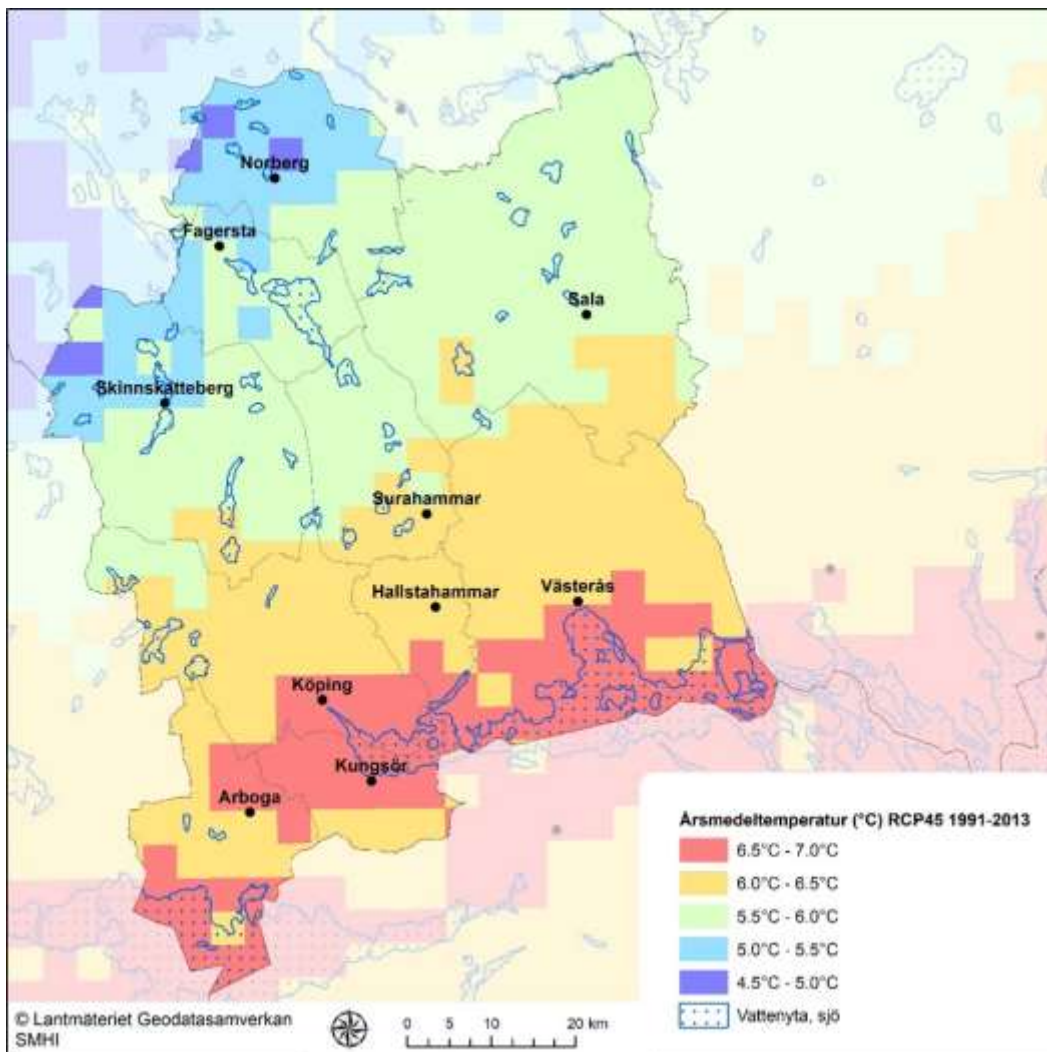 Norberg
Fagersta
Sala
Skinnskatteberg
Surahammar
Hallstahammar
Västerås
Köping
Kungsör
Arboga
Årsmedeltemperatur (°C) RCP45 1991-2013
6.5°C - 7.0°C
6.0°C - 6.5°C
5.5°C - 6.0°C
5.0°C - 5.5°C
4.5°C - 5.0°C
Vattenyta, sjö
© Lantmäteriet Geodatasamverkan
SMHI
0 5 10 20 km